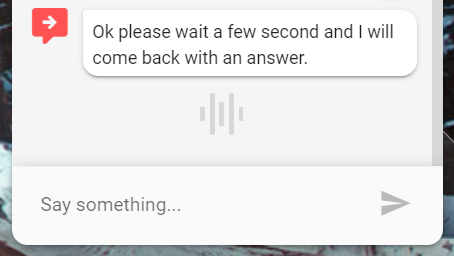 Ok please wait a few second and I will
come back with an answer.
Say something...